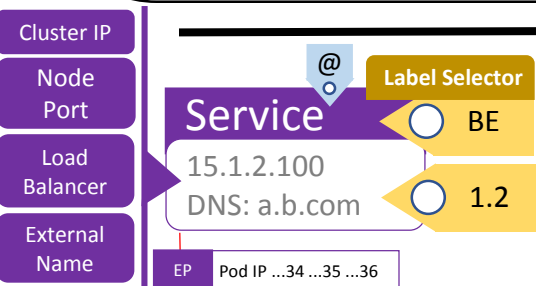 Cluster IP
Node
Port
Load
Balancer
External
Name
@
Label Selector
Service
BE
15.1.2.100
DNS: a.b.com
1.2
EP
Pod IP ...34 ...35 ...36